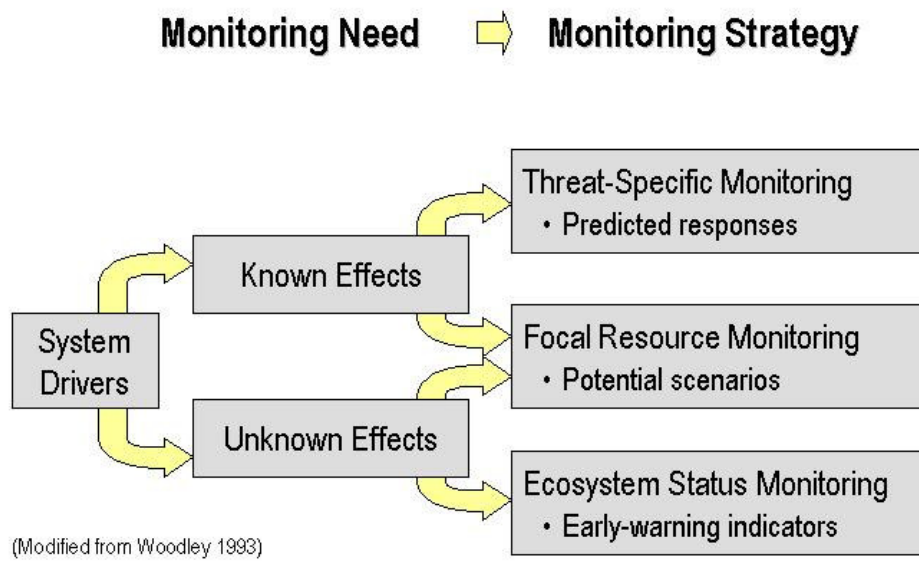 Monitoring Need Monitoring Strategy
Threat-Specific Monitoring
• Predicted responses
Known Effects
System
Drivers
Focal Resource Monitoring
• Potential scenarios
Unknown Effects
Ecosystem Status Monitoring
• Early-warning indicators
(Modified from Woodley 1993)